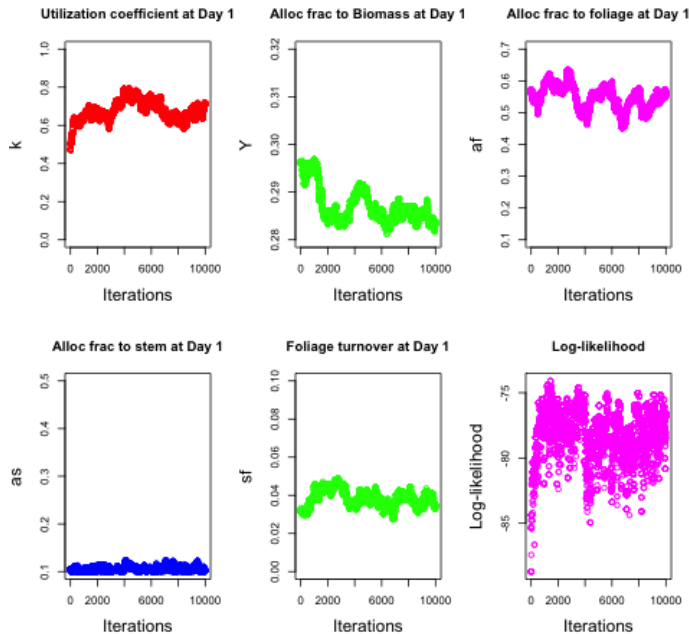 Utilization coefficient at Day 1
k
0.0 0.2 0.4 0.6 0.8 1.0
0 2000 6000 10000
Iterations
Alloc frac to Biomass at Day 1
Y
0.28 0.29 0.30 0.31 0.32
0 2000 6000 10000
Iterations
Alloc frac to foliage at Day 1
af
0.1 0.2 0.3 0.4 0.5 0.6 0.7
0 2000 6000 10000
Iterations
Alloc frac to stem at Day 1
as
0.1 0.2 0.3 0.4 0.5
0 2000 6000 10000
Iterations
Foliage turnover at Day 1
sf
0.00 0.02 0.04 0.06 0.08 0.10
0 2000 6000 10000
Iterations
Log-likelihood
Log-likelihood
-85 -80 -75
0 2000 6000 10000
Iterations